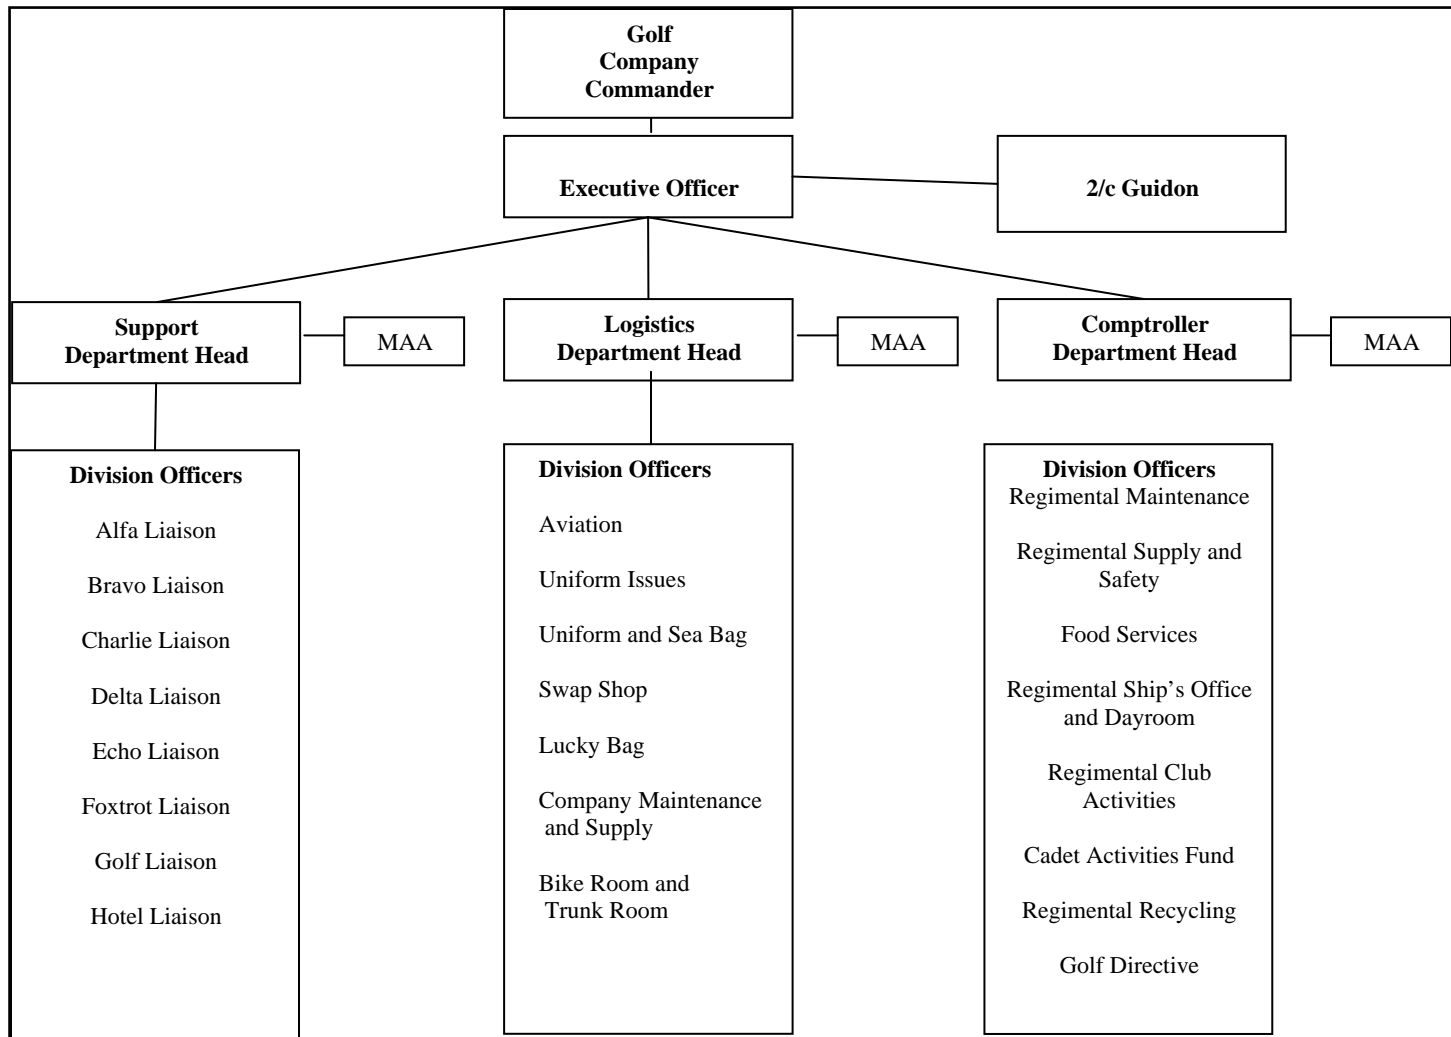 Golf
Company
Commander
Executive Officer
2/c Guidon
Support
Department Head
MAA
Logistics
Department Head
MAA
Comptroller
Department Head
MAA
Division Officers
Alfa Liaison
Bravo Liaison
Charlie Liaison
Delta Liaison
Echo Liaison
Foxtrot Liaison
Golf Liaison
Hotel Liaison
Division Officers
Aviation
Uniform Issues
Uniform and Sea Bag
Swap Shop
Lucky Bag
Company Maintenance
and Supply
Bike Room and
Trunk Room
Division Officers
Regimental Maintenance
Regimental Supply and
Safety
Food Services
Regimental Ship’s Office
and Dayroom
Regimental Club
Activities
Cadet Activities Fund
Regimental Recycling
Golf Directive